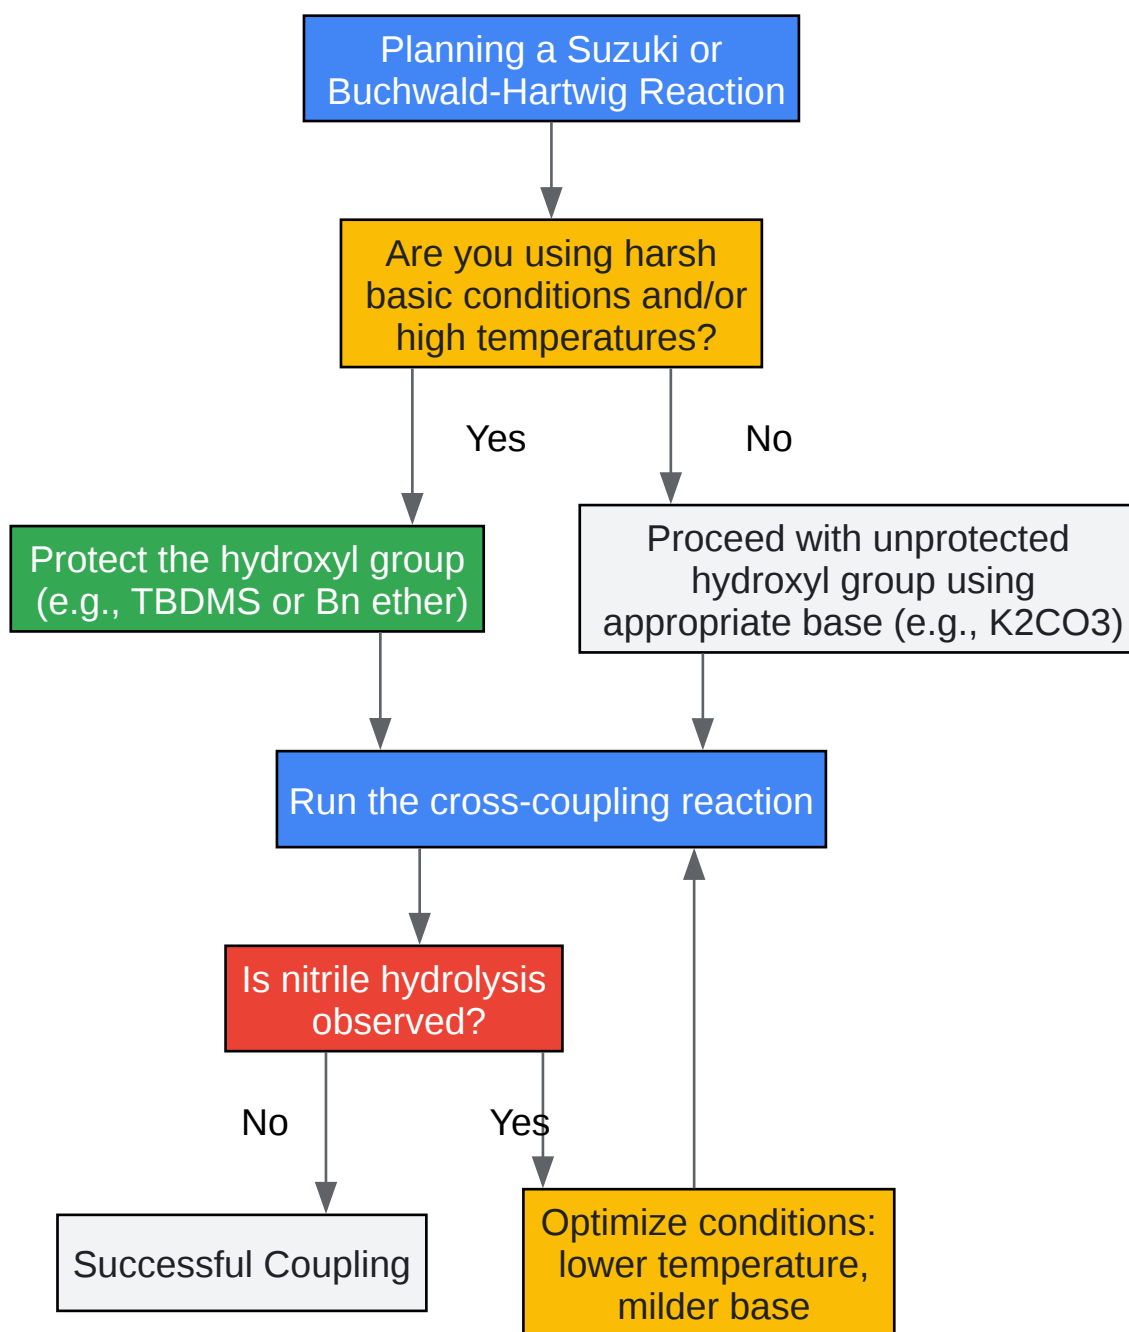 Planning a Suzuki or
Buchwald-Hartwig Reaction
Are you using harsh
basic conditions and/or
high temperatures?
Yes
No
Protect the hydroxyl group
(e.g., TBDMS or Bn ether)
Proceed with unprotected
hydroxyl group using
appropriate base (e.g., K2CO3)
Run the cross-coupling reaction
Is nitrile hydrolysis
observed?
No
Yes
Successful Coupling
Optimize conditions:
lower temperature,
milder base